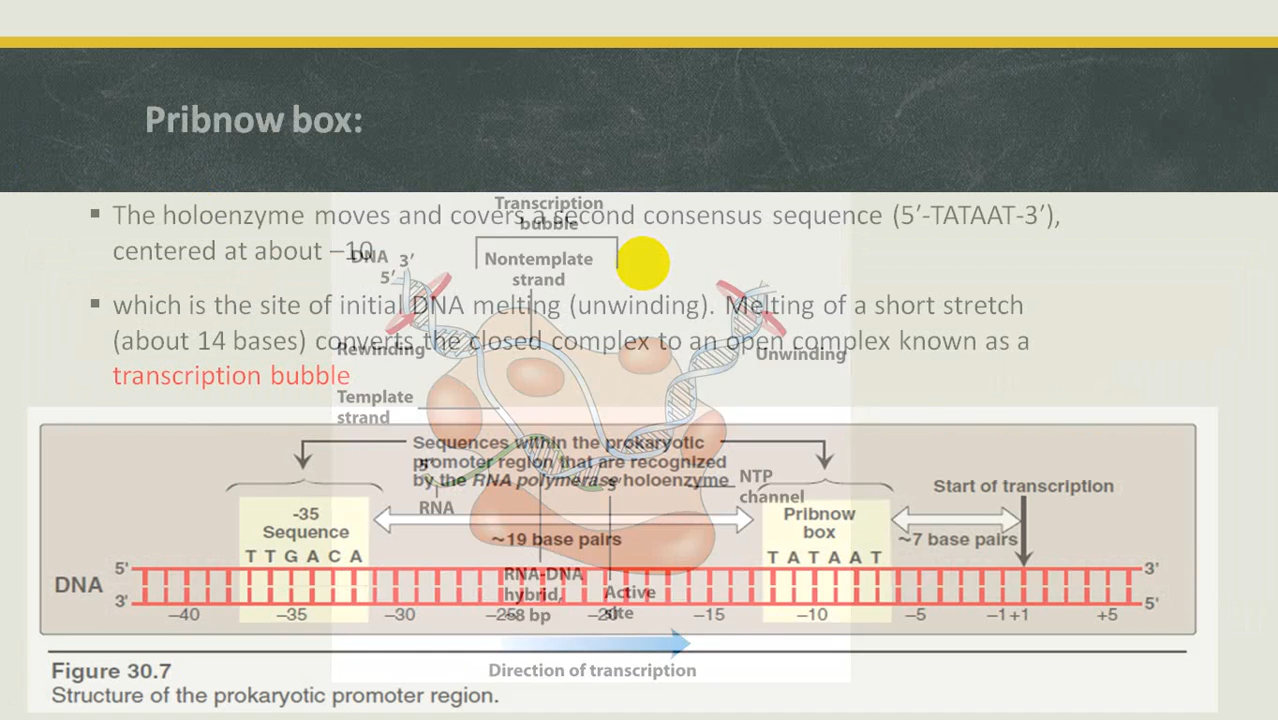 Pribnow box:
▪ The holoenzyme moves and covers a second consensus sequence (5′-TATAAT-3′),
centered at about –10
▪ which is the site of initial DNA melting (unwinding). Melting of a short stretch
(about 14 bases) converts the closed complex to an open complex known as a
transcription bubble
Transcription
bubble
DNA 3′
5′
Nontemplate
strand
Rewinding
Unwinding
Template
strand
5′
RNA
NTP
channel
RNA-DNA
hybrid,
~8 bp
Active
site
Direction of transcription
Sequences within the prokaryotic
promoter region that are recognized
by the RNA polymerase holoenzyme
-35
Sequence
T T G A C A
~19 base pairs
Pribnow
box
T A T A A T
~7 base pairs
Start of transcription
DNA
5' 3'
3' 5'
–40 –35 –30 –25 –20 –15 –10 –5 –1 +1 +5
Figure 30.7
Structure of the prokaryotic promoter region.